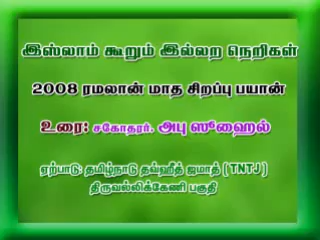 இஸ்லாம் கூறும் இல்லற நெறிகள்
2008 ரமலான் மாத சிறப்பு பயான்
உரை: சகோதரர். அபு ஸுஹைல்
ஏற்பாடு: தமிழ்நாடு தவ்ஹீத் ஜமாத் (TNTJ)
திருவல்லிக்கேணி பகுதி